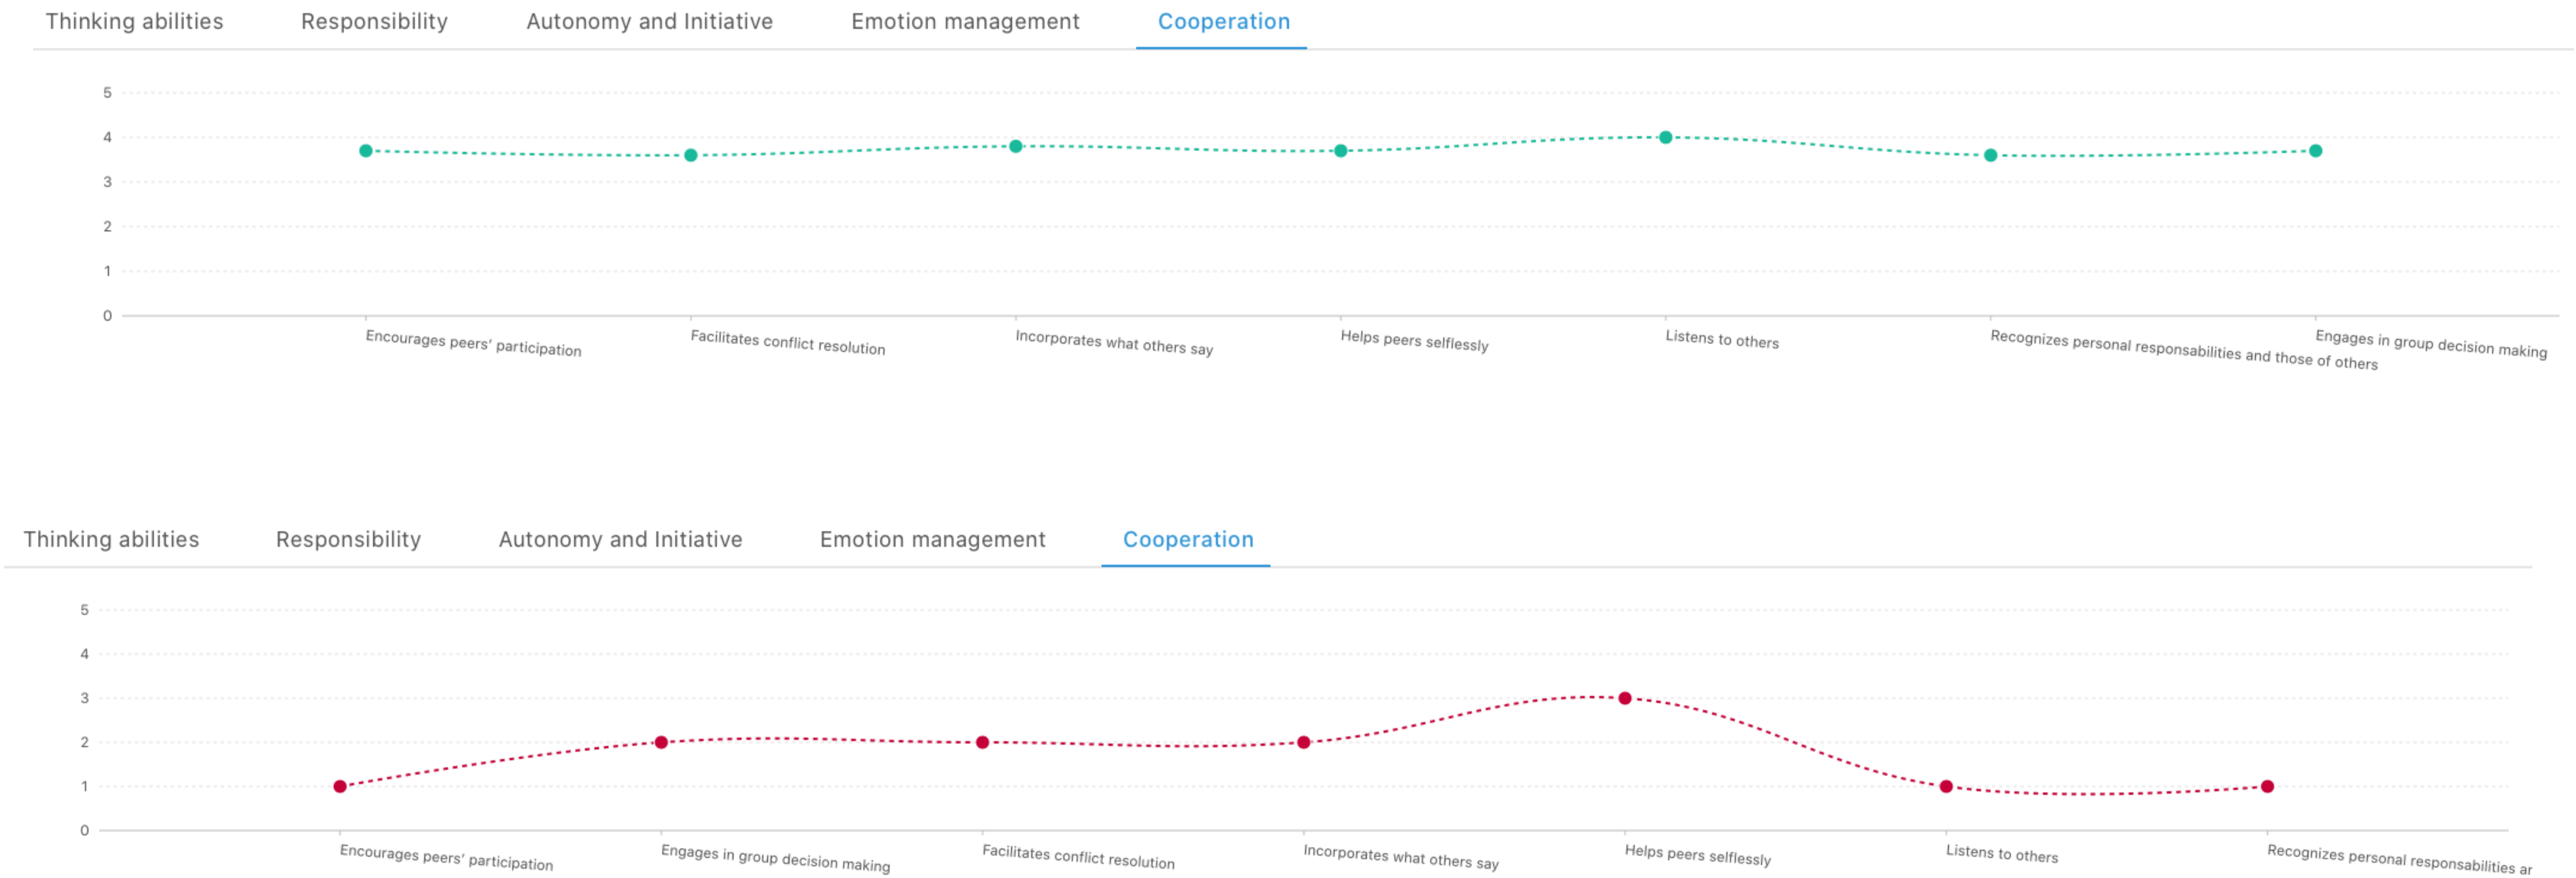 Thinking abilities Responsibility Autonomy and Initiative Emotion management Cooperation
5
4
3
2
1
0
Encourages peers' participation
Facilitates conflict resolution
Incorporates what others say
Helps peers selflessly
Listens to others
Recognizes personal responsabilities and those of others
Engages in group decision making
Thinking abilities Responsibility Autonomy and Initiative Emotion management Cooperation
5
4
3
2
1
0
Encourages peers' participation
Engages in group decision making
Facilitates conflict resolution
Incorporates what others say
Helps peers selflessly
Listens to others
Recognizes personal responsabilities ar